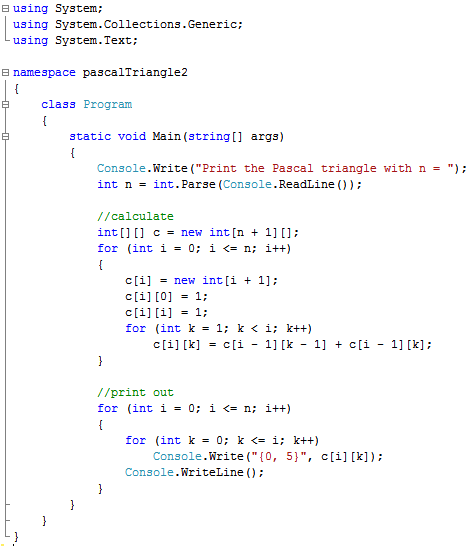 using System;
using System.Collections.Generic;
using System.Text;

namespace pascalTriangle2
{
    class Program
    {
        static void Main(string[] args)
        {
            Console.Write("Print the Pascal triangle with n = ");
            int n = int.Parse(Console.ReadLine());

            //calculate
            int[][] c = new int[n + 1][];
            for (int i = 0; i <= n; i++)
            {
                c[i] = new int[i + 1];
                c[i][0] = 1;
                c[i][i] = 1;
                for (int k = 1; k < i; k++)
                    c[i][k] = c[i - 1][k - 1] + c[i - 1][k];
            }

            //print out
            for (int i = 0; i <= n; i++)
            {
                for (int k = 0; k <= i; k++)
                    Console.Write("{0, 5}", c[i][k]);
                Console.WriteLine();
            }
        }
    }
}